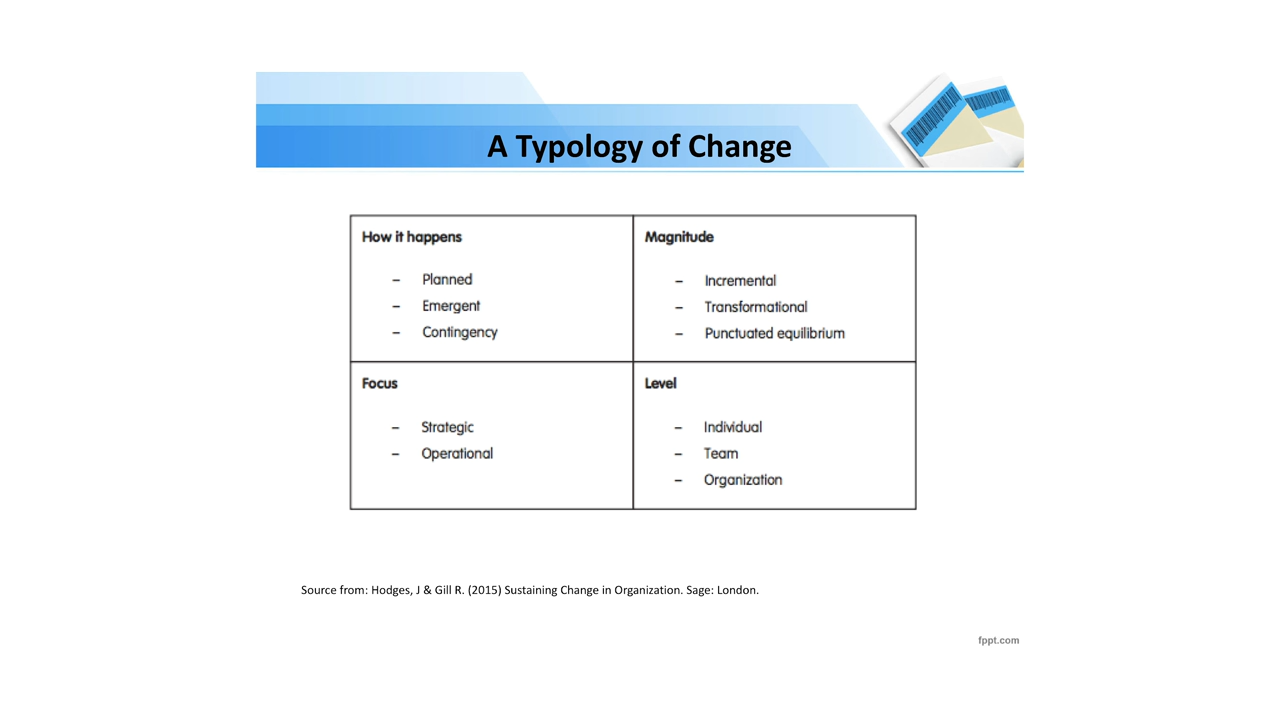 A Typology of Change
How it happens
– Planned
– Emergent
– Contingency
Magnitude
– Incremental
– Transformational
– Punctuated equilibrium
Focus
– Strategic
– Operational
Level
– Individual
– Team
– Organization
Source from: Hodges, J & Gill R. (2015) Sustaining Change in Organization. Sage: London.
fppt.com